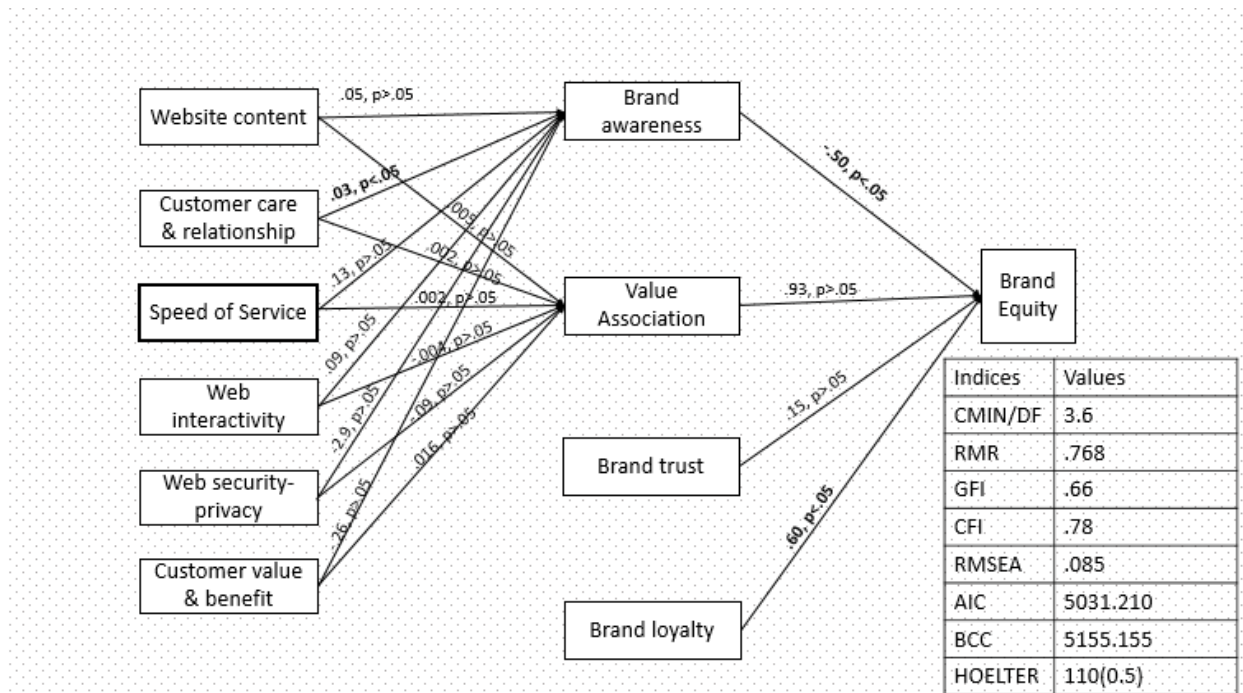 Website content
Customer care
& relationship
Speed of Service
Web
interactivity
Web security-
privacy
Customer value
& benefit
.05, p>.05
.03, p<.05
.005, p>.05
.13, p>.05
.002, p>.05
.002, p>.05
.09, p>.05
-.004, p>.05
-2.9, p>.05
-.09, p>.05
-.26, p>.05
.016, p>.05
Brand
awareness
Value
Association
Brand trust
Brand loyalty
-.50, p<.05
.93, p>.05
.15, p>.05
.60, p<.05
Brand
Equity
Indices Values
CMIN/DF 3.6
RMR .768
GFI .66
CFI .78
RMSEA .085
AIC 5031.210
BCC 5155.155
HOELTER 110(0.5)